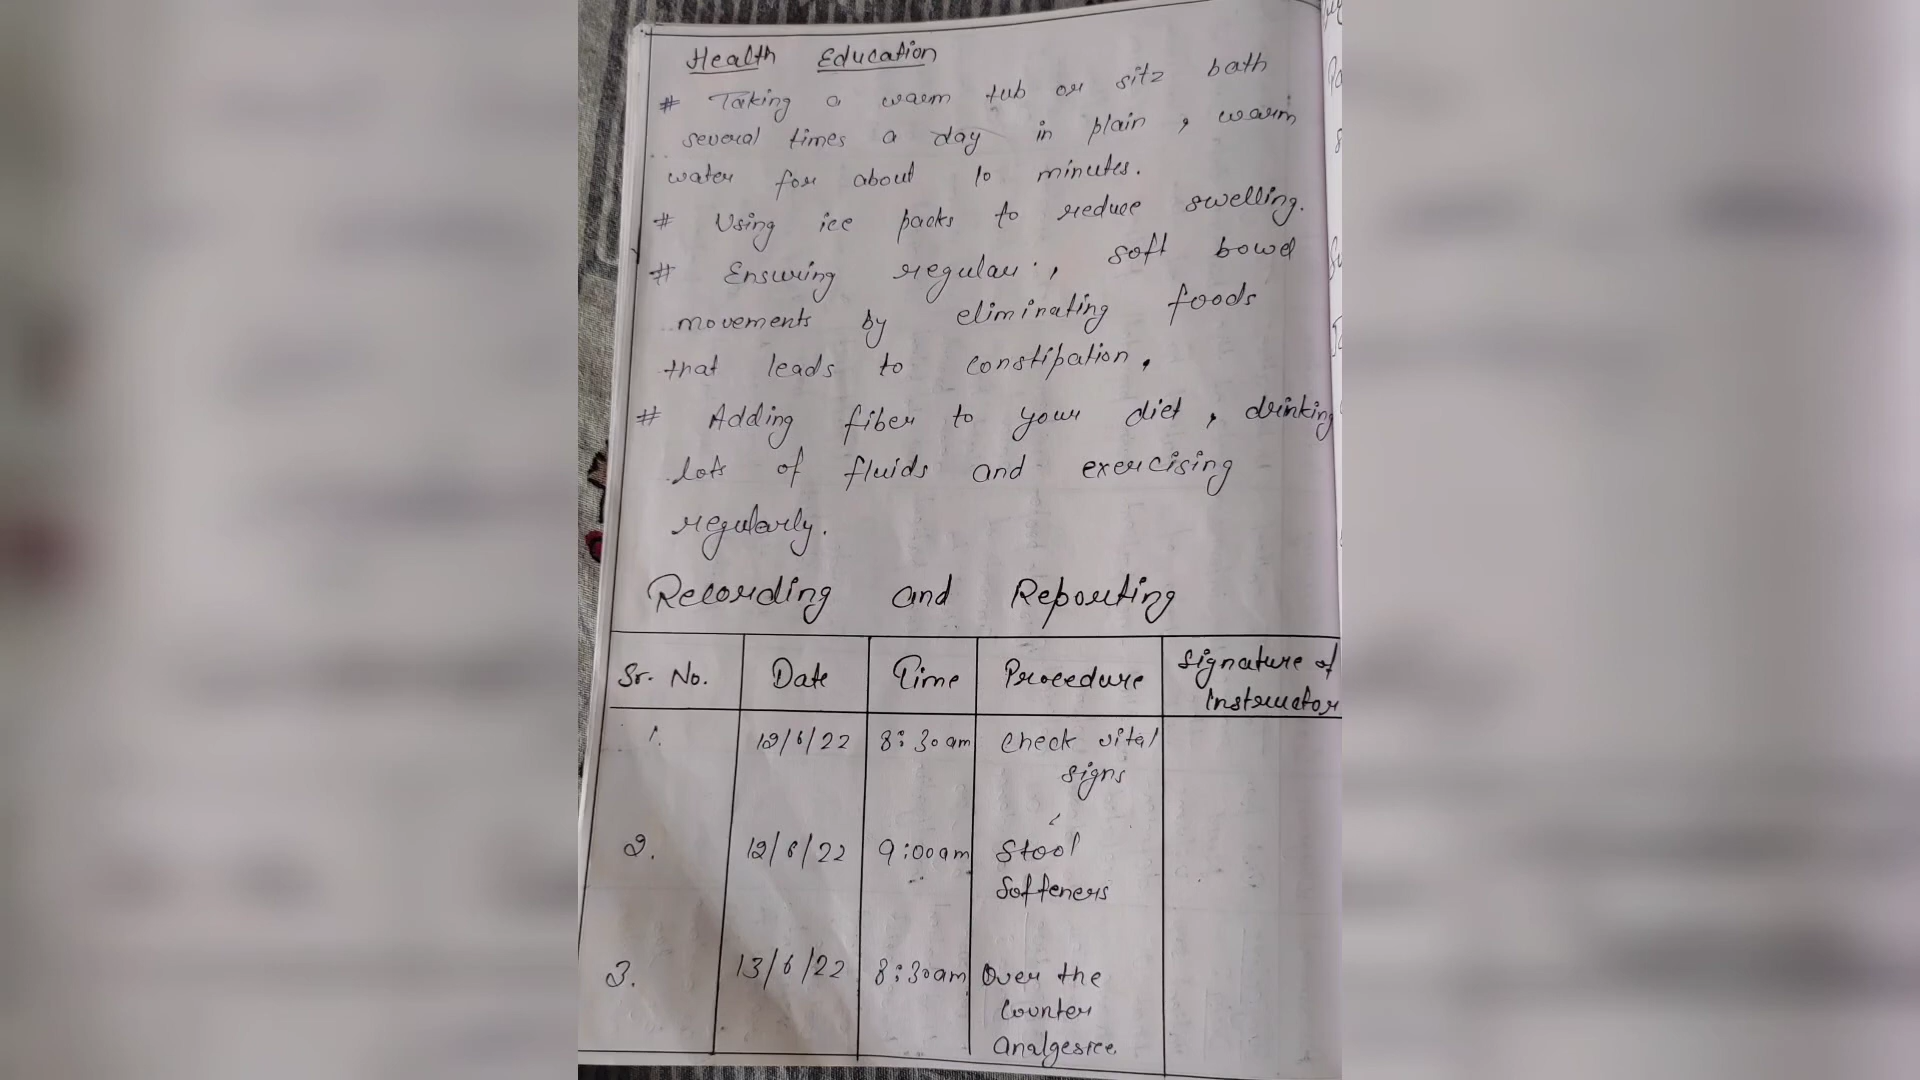 Health Education
# Taking a warm tub or sitz bath
several times a day in plain, warm
water for about 10 minutes.
# Using ice packs to reduce swelling.
# Ensuring regular, soft bowel
movements by eliminating foods
that leads to constipation,
# Adding fiber to your diet, drinking
lots of fluids and exercising
regularly.
Recording and Reporting
Sr. No. Date Time Procedure Signature of
Instructor
1. 12/6/22 8:30am Check vital
signs
2. 12/6/22 9:00am Stool
Softeners
3. 13/6/22 8:30am Over the
Counter